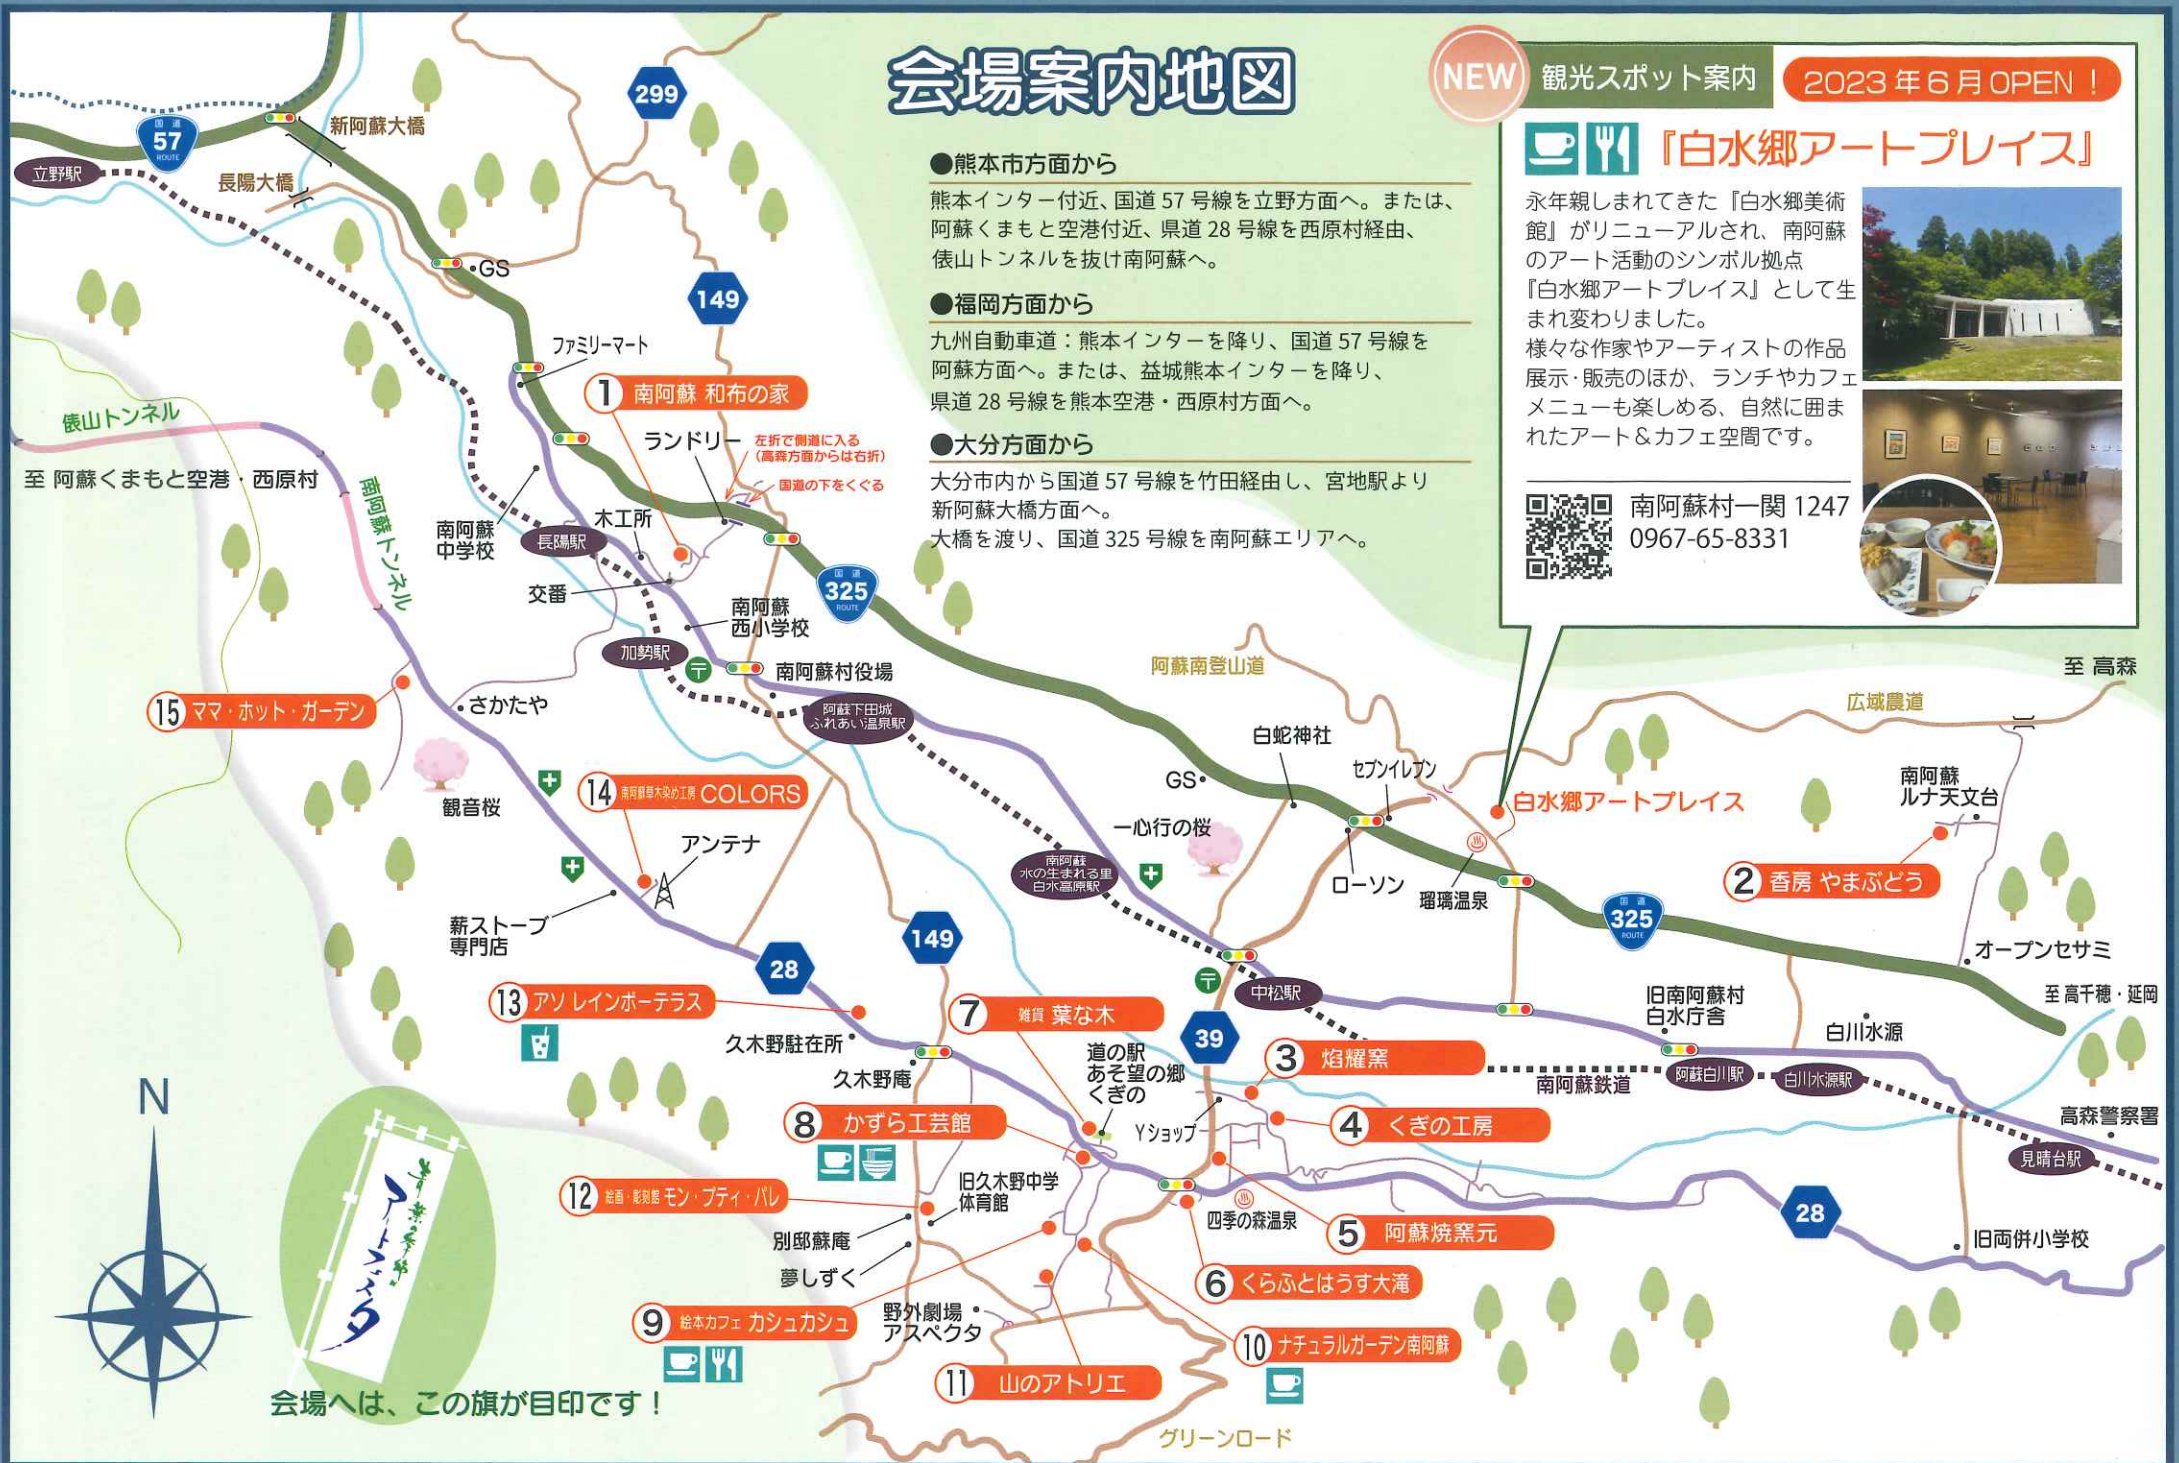 会場案内地図
●熊本市方面から
熊本インター付近、国道57号線を立野方面へ。または、
阿蘇くまもと空港付近、県道28号線を西原村経由、
俵山トンネルを抜け南阿蘇へ。
●福岡方面から
九州自動車道：熊本インターを降り、国道57号線を
阿蘇方面へ。または、益城熊本インターを降り、
県道28号線を熊本空港・西原村方面へ。
●大分方面から
大分市内から国道57号線を竹田経由し、宮地駅より
新阿蘇大橋方面へ。
大橋を渡り、国道325号線を南阿蘇エリアへ。
NEW
観光スポット案内
2023年6月OPEN！
『白水郷アートプレイス』
永年親しまれてきた『白水郷美術
館』がリニューアルされ、南阿蘇
のアート活動のシンボル拠点
『白水郷アートプレイス』として生
まれ変わりました。
様々な作家やアーティストの作品
展示・販売のほか、ランチやカフェ
メニューも楽しめる、自然に囲ま
れたアート＆カフェ空間です。
南阿蘇村一関1247
0967-65-8331
国道
57
ROUTE
新阿蘇大橋
299
立野駅
長陽大橋
GS
149
ファミリーマート
1 南阿蘇 和布の家
俵山トンネル
至 阿蘇くまもと空港・西原村
南阿蘇トンネル
ランドリー
左折で側道に入る
（高森方面からは右折）
国道の下をくぐる
南阿蘇
中学校
長陽駅
木工所
交番
国道
325
ROUTE
南阿蘇
西小学校
加勢駅
〒
南阿蘇村役場
阿蘇下田城
ふれあい温泉駅
15 ママ・ホット・ガーデン
さかたや
観音桜
14 南阿蘇草木染め工房 COLORS
アンテナ
薪ストーブ
専門店
28
149
13 アソ レインボーテラス
久木野駐在所
久木野庵
阿蘇南登山道
至 高森
広域農道
白蛇神社
GS
セブンイレブン
白水郷アートプレイス
南阿蘇
ルナ天文台
一心行の桜
南阿蘇
水の生まれる里
白水高原駅
ローソン
瑠璃温泉
2 香房 やまぶどう
国道
325
ROUTE
オープンセサミ
至 高千穂・延岡
〒
中松駅
旧南阿蘇村
白水庁舎
白川水源
39
7 雑貨 葉な木
道の駅
あそ望の郷
くぎの
3 焰耀窯
南阿蘇鉄道
阿蘇白川駅
白川水源駅
高森警察署
見晴台駅
8 かずら工芸館
Yショップ
4 くぎの工房
12 絵画・彫刻館 モン・プティ・パレ
旧久木野中学
体育館
別邸蘇庵
夢しずく
四季の森温泉
5 阿蘇焼窯元
28
旧両併小学校
6 くらふとはうす大滝
9 絵本カフェ カシュカシュ
野外劇場
アスペクタ
10 ナチュラルガーデン南阿蘇
11 山のアトリエ
グリーンロード
N
アートフェスタ
会場へは、この旗が目印です！